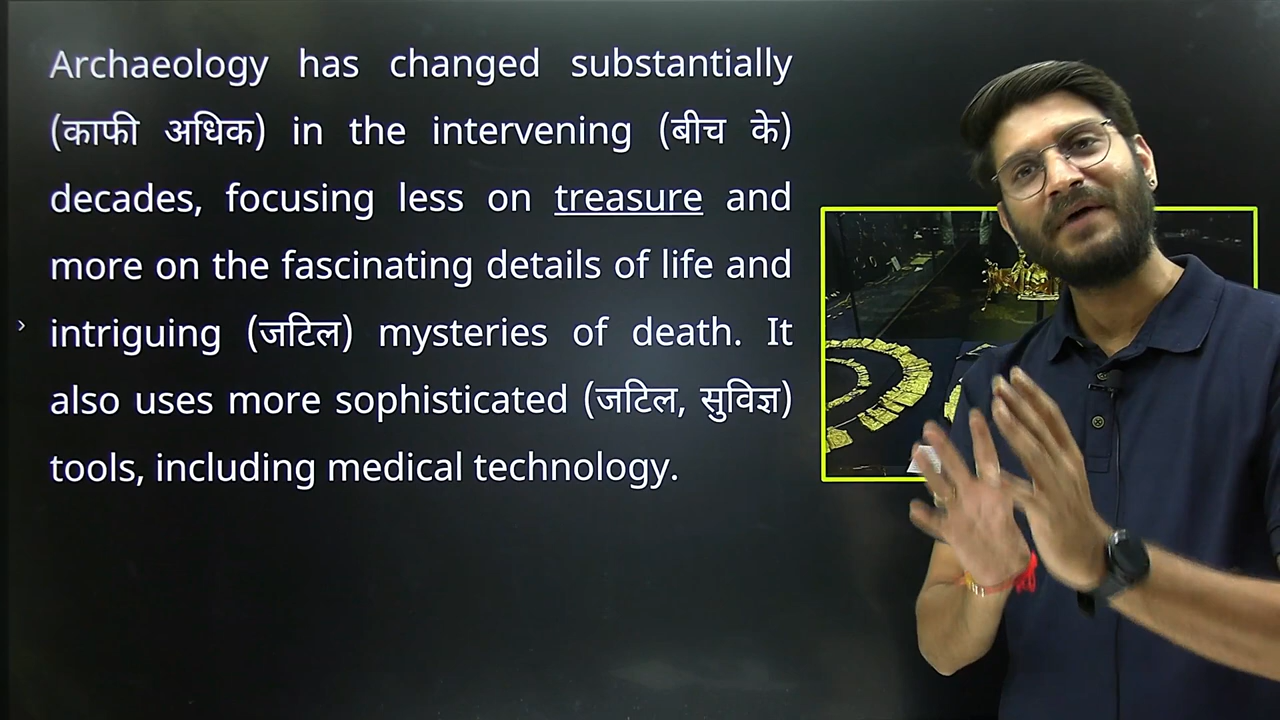 Archaeology has changed substantially
(काफी अधिक) in the intervening (बीच के)
decades, focusing less on treasure and
more on the fascinating details of life and
intriguing (जटिल) mysteries of death. It
also uses more sophisticated (जटिल, सुविज्ञ)
tools, including medical technology.